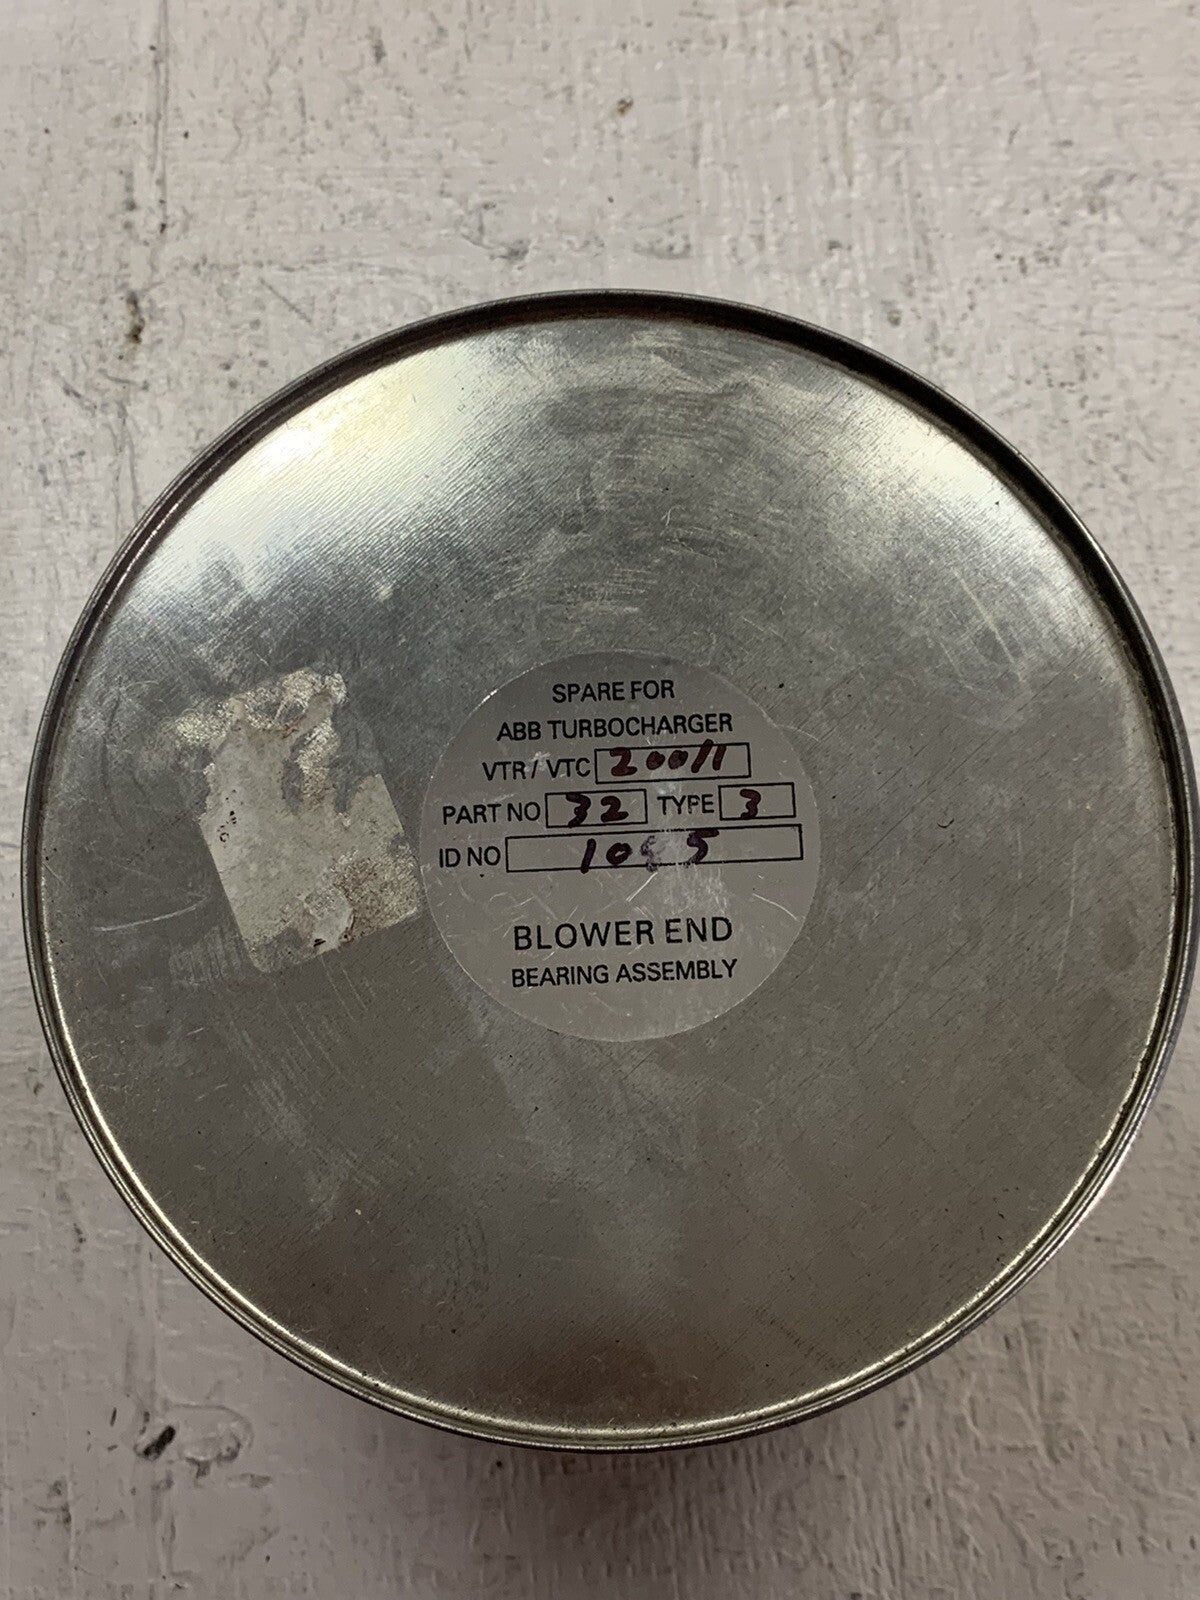 SPARE FOR
ABB TURBOCHARGER
VTR / VTC 200/1
PART NO 32 TYPE 3
ID NO
BLOWER END
BEARING ASSEMBLY